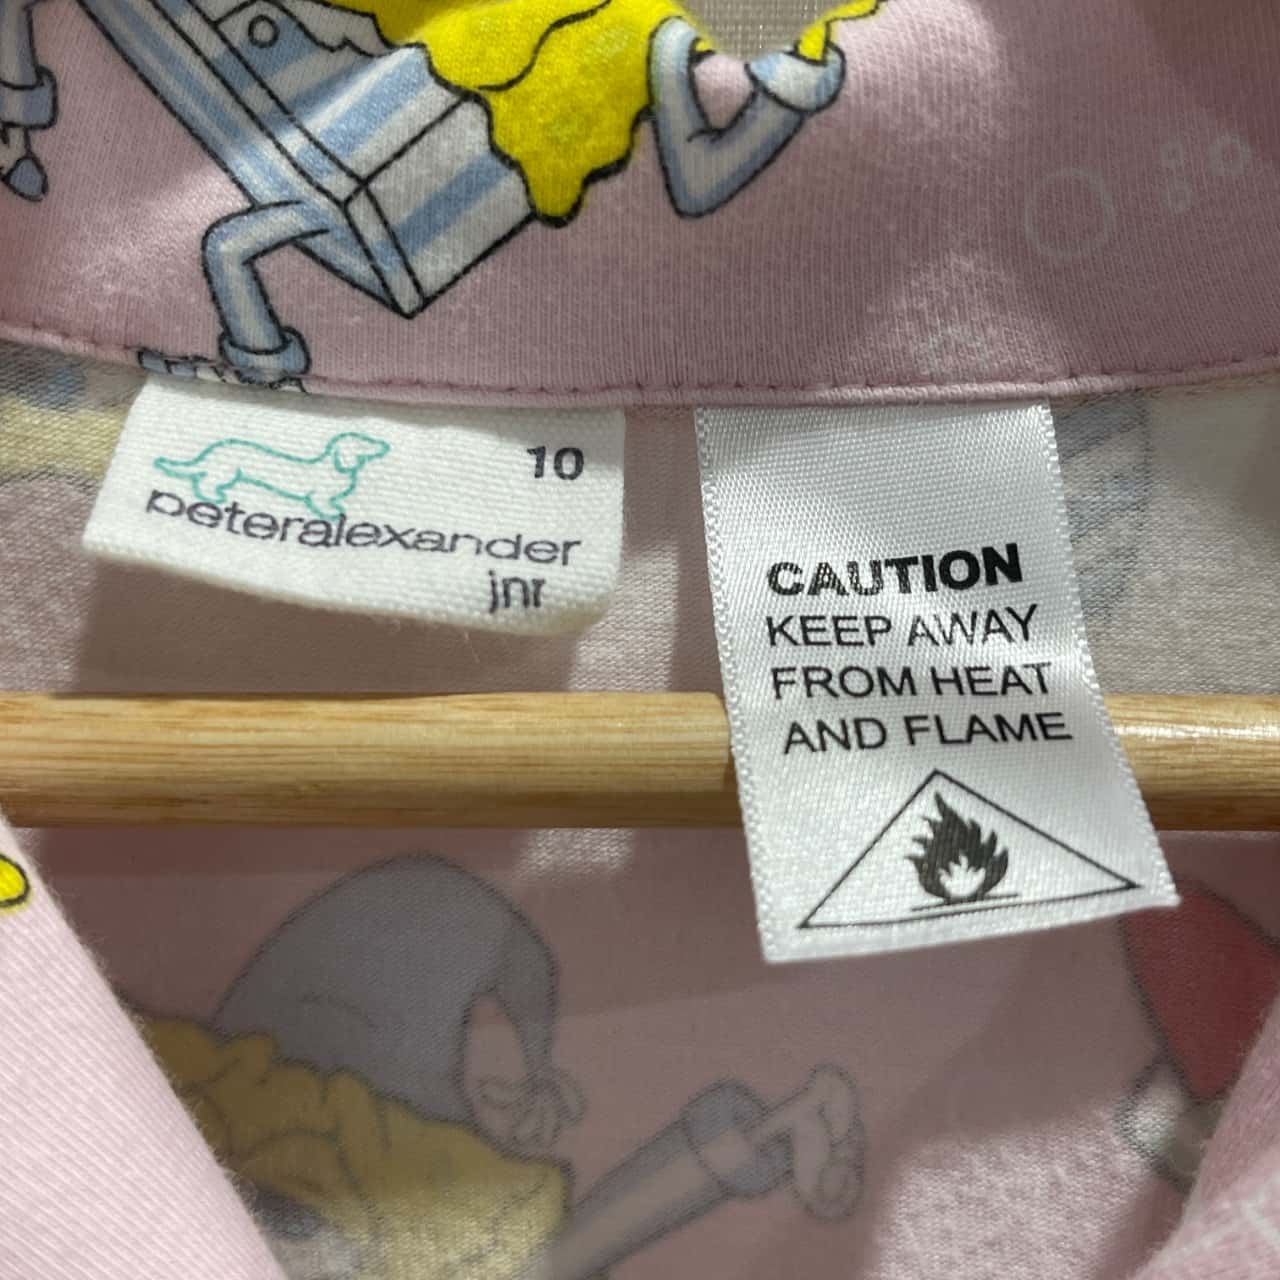 10
peteralexander
jnr
CAUTION
KEEP AWAY
FROM HEAT
AND FLAME